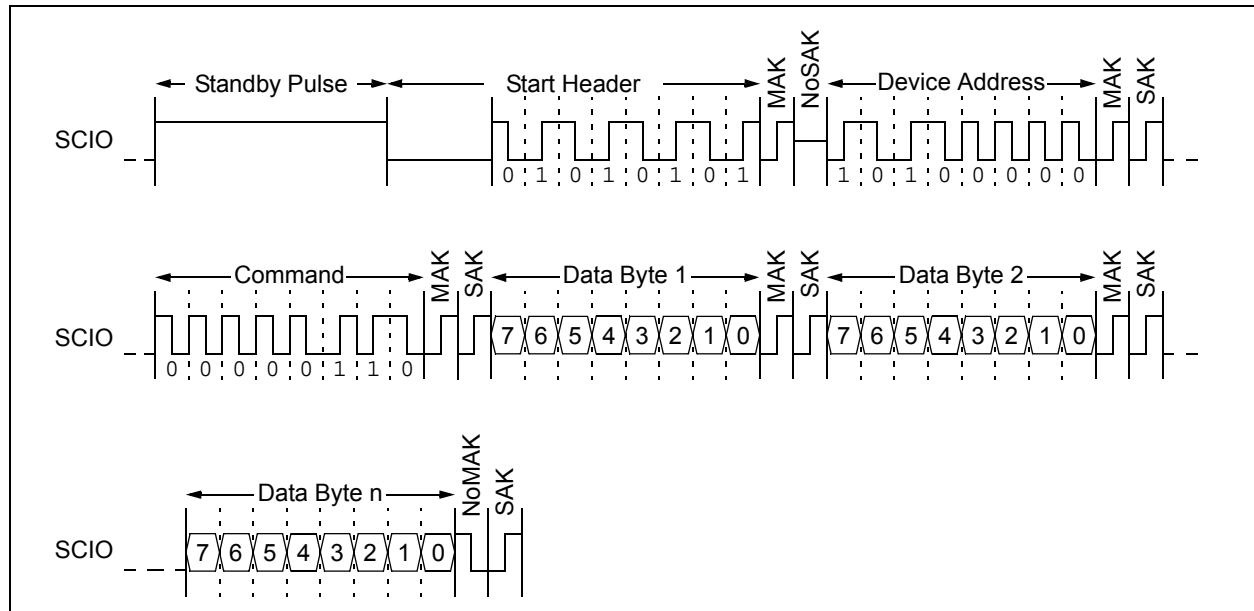 Standby Pulse Start Header MAK NoSAK Device Address MAK SAK
SCIO
0 1 0 1 0 1 0 1 1 0 1 0 0 0 0 0
Command MAK SAK Data Byte 1 MAK SAK Data Byte 2 MAK SAK
SCIO 7 6 5 4 3 2 1 0 7 6 5 4 3 2 1 0
0 0 0 0 0 1 1 0
Data Byte n NoMAK SAK
SCIO 7 6 5 4 3 2 1 0